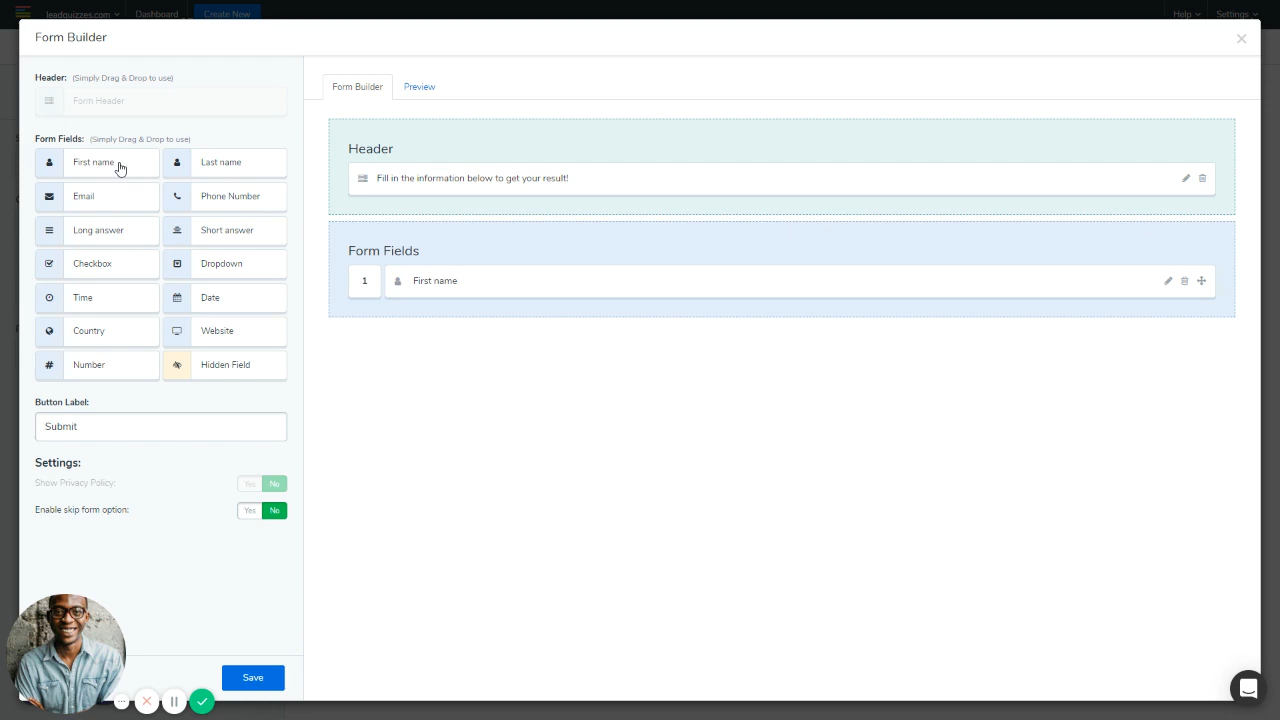 leadquizzes.com
Dashboard
Create New
Help
Settings
Form Builder
Header: (Simply Drag & Drop to use)
Form Header
Form Fields: (Simply Drag & Drop to use)
First name
Last name
Email
Phone Number
Long answer
Short answer
Checkbox
Dropdown
Time
Date
Country
Website
# Number
Hidden Field
Button Label:
Submit
Settings:
Show Privacy Policy: Yes No
Enable skip form option: Yes No
Save
Form Builder
Preview
Header
Fill in the information below to get your result!
Form Fields
1 First name